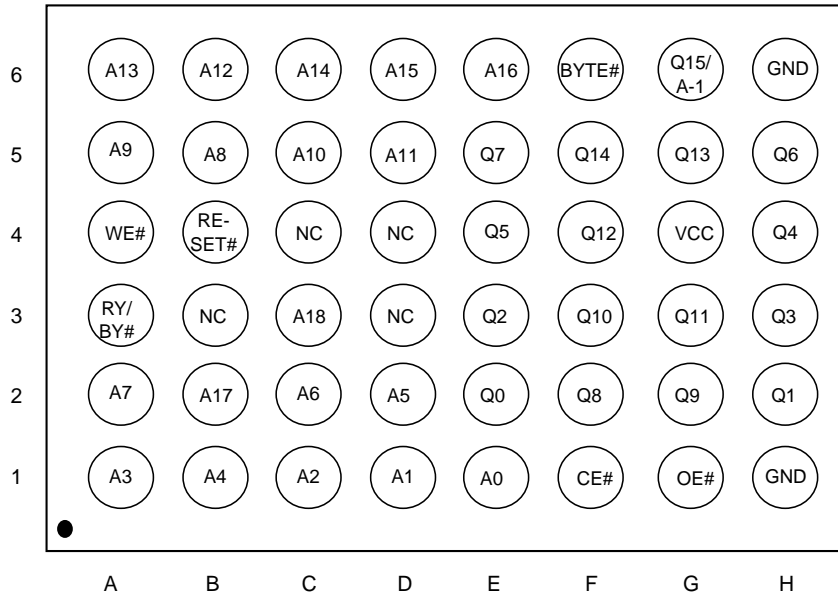 6 A13 A12 A14 A15 A16 BYTE# Q15/
A-1 GND
5 A9 A8 A10 A11 Q7 Q14 Q13 Q6
4 WE# RE-
SET# NC NC Q5 Q12 VCC Q4
3 RY/
BY# NC A18 NC Q2 Q10 Q11 Q3
2 A7 A17 A6 A5 Q0 Q8 Q9 Q1
1 A3 A4 A2 A1 A0 CE# OE# GND
A B C D E F G H